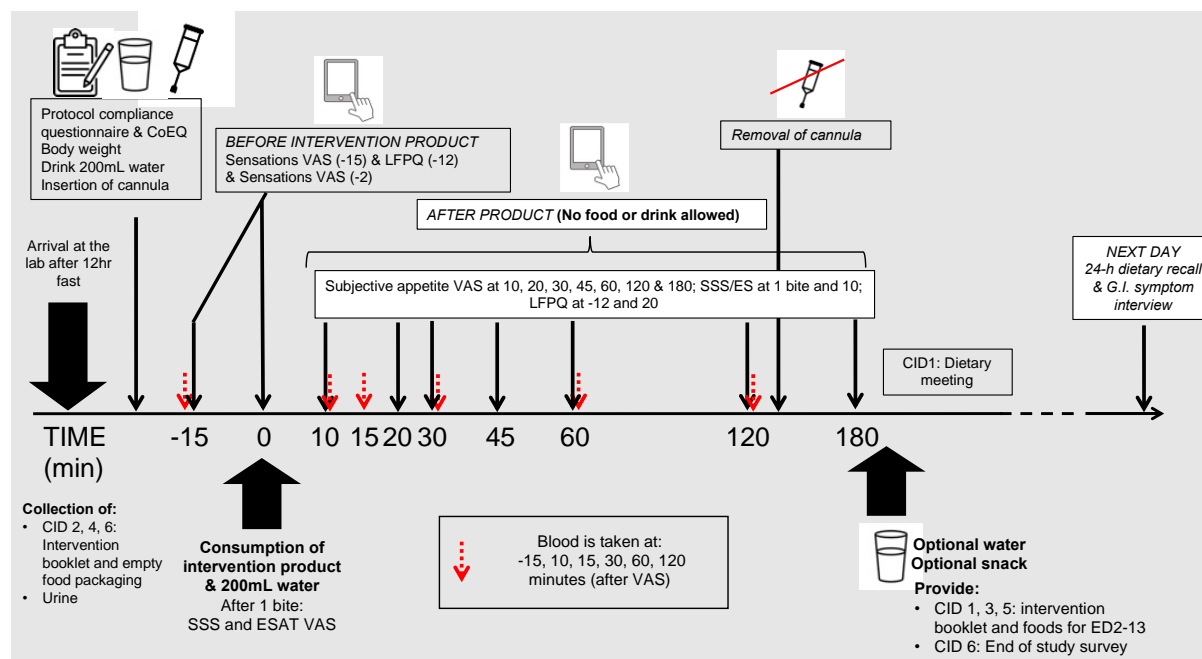 Protocol compliance
questionnaire & CoEQ
Body weight
Drink 200mL water
Insertion of cannula
BEFORE INTERVENTION PRODUCT
Sensations VAS (-15) & LFPQ (-12)
& Sensations VAS (-2)
Removal of cannula
AFTER PRODUCT (No food or drink allowed)
Arrival at the
lab after 12hr
fast
Subjective appetite VAS at 10, 20, 30, 45, 60, 120 & 180; SSS/ES at 1 bite and 10;
LFPQ at -12 and 20
NEXT DAY
24-h dietary recall
& G.I. symptom
interview
CID1: Dietary
meeting
TIME
(min)
-15 0 10 15 20 30 45 60 120 180
Collection of:
• CID 2, 4, 6:
Intervention
booklet and empty
food packaging
• Urine
Consumption of
intervention product
& 200mL water
After 1 bite:
SSS and ESAT VAS
Blood is taken at:
-15, 10, 15, 30, 60, 120
minutes (after VAS)
Optional water
Optional snack
Provide:
• CID 1, 3, 5: intervention
booklet and foods for ED2-13
• CID 6: End of study survey